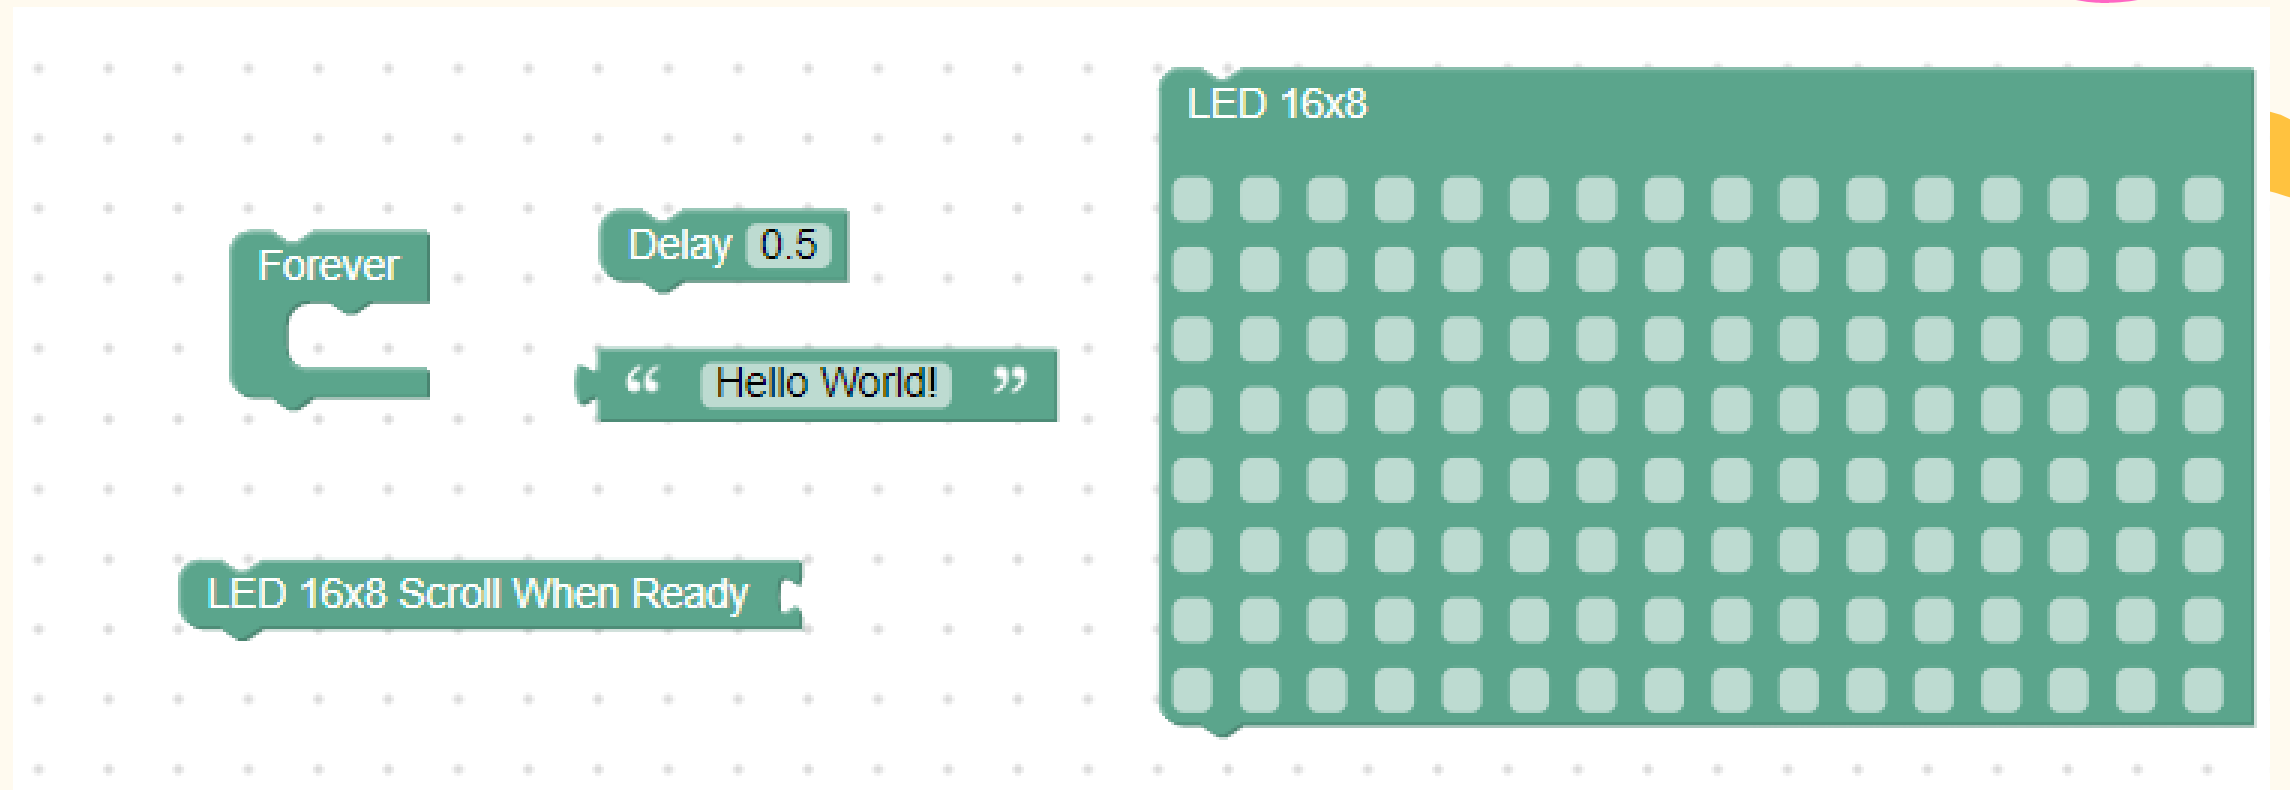 LED 16x8
Forever
Delay 0.5
“ Hello World! ”
LED 16x8 Scroll When Ready